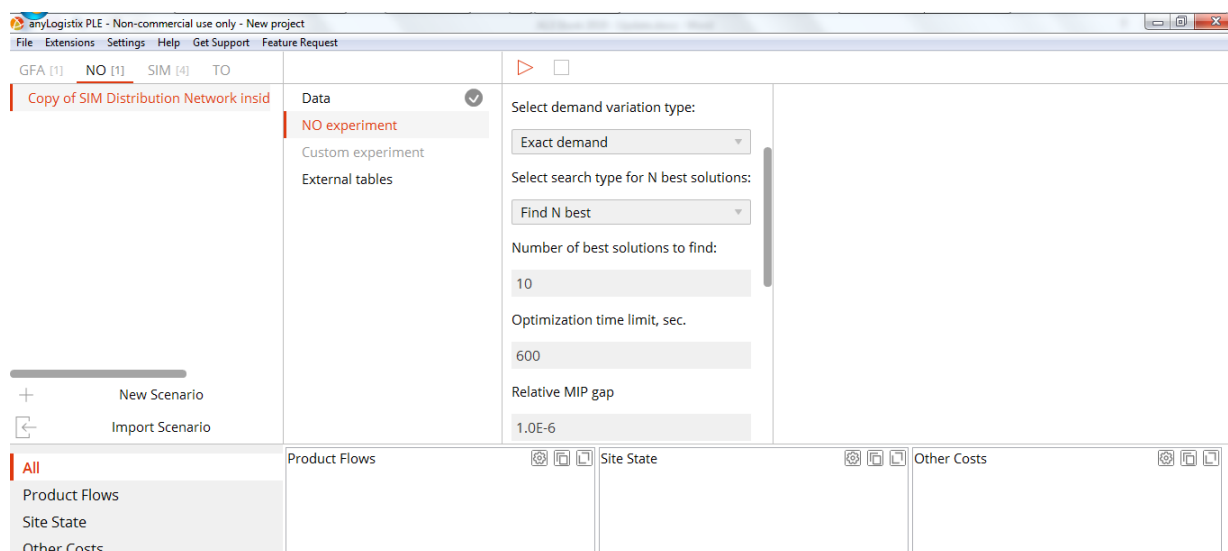 anyLogistix PLE - Non-commercial use only - New project
File Extensions Settings Help Get Support Feature Request
GFA [1] NO [1] SIM [4] TO
Copy of SIM Distribution Network insid
New Scenario
Import Scenario
Data
NO experiment
Custom experiment
External tables
Select demand variation type:
Exact demand
Select search type for N best solutions:
Find N best
Number of best solutions to find:
10
Optimization time limit, sec.
600
Relative MIP gap
1.0E-6
All
Product Flows
Site State
Other Costs
Product Flows
Site State
Other Costs